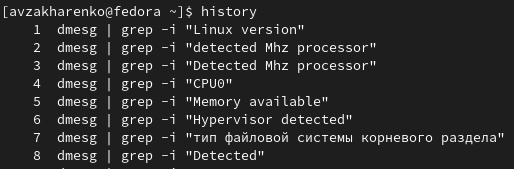 [avzakharenko@fedora ~]$ history
1 dmesg | grep -i "Linux version"
2 dmesg | grep -i "detected Mhz processor"
3 dmesg | grep -i "Detected Mhz processor"
4 dmesg | grep -i "CPU0"
5 dmesg | grep -i "Memory available"
6 dmesg | grep -i "Hypervisor detected"
7 dmesg | grep -i "тип файловой системы корневого раздела"
8 dmesg | grep -i "Detected"